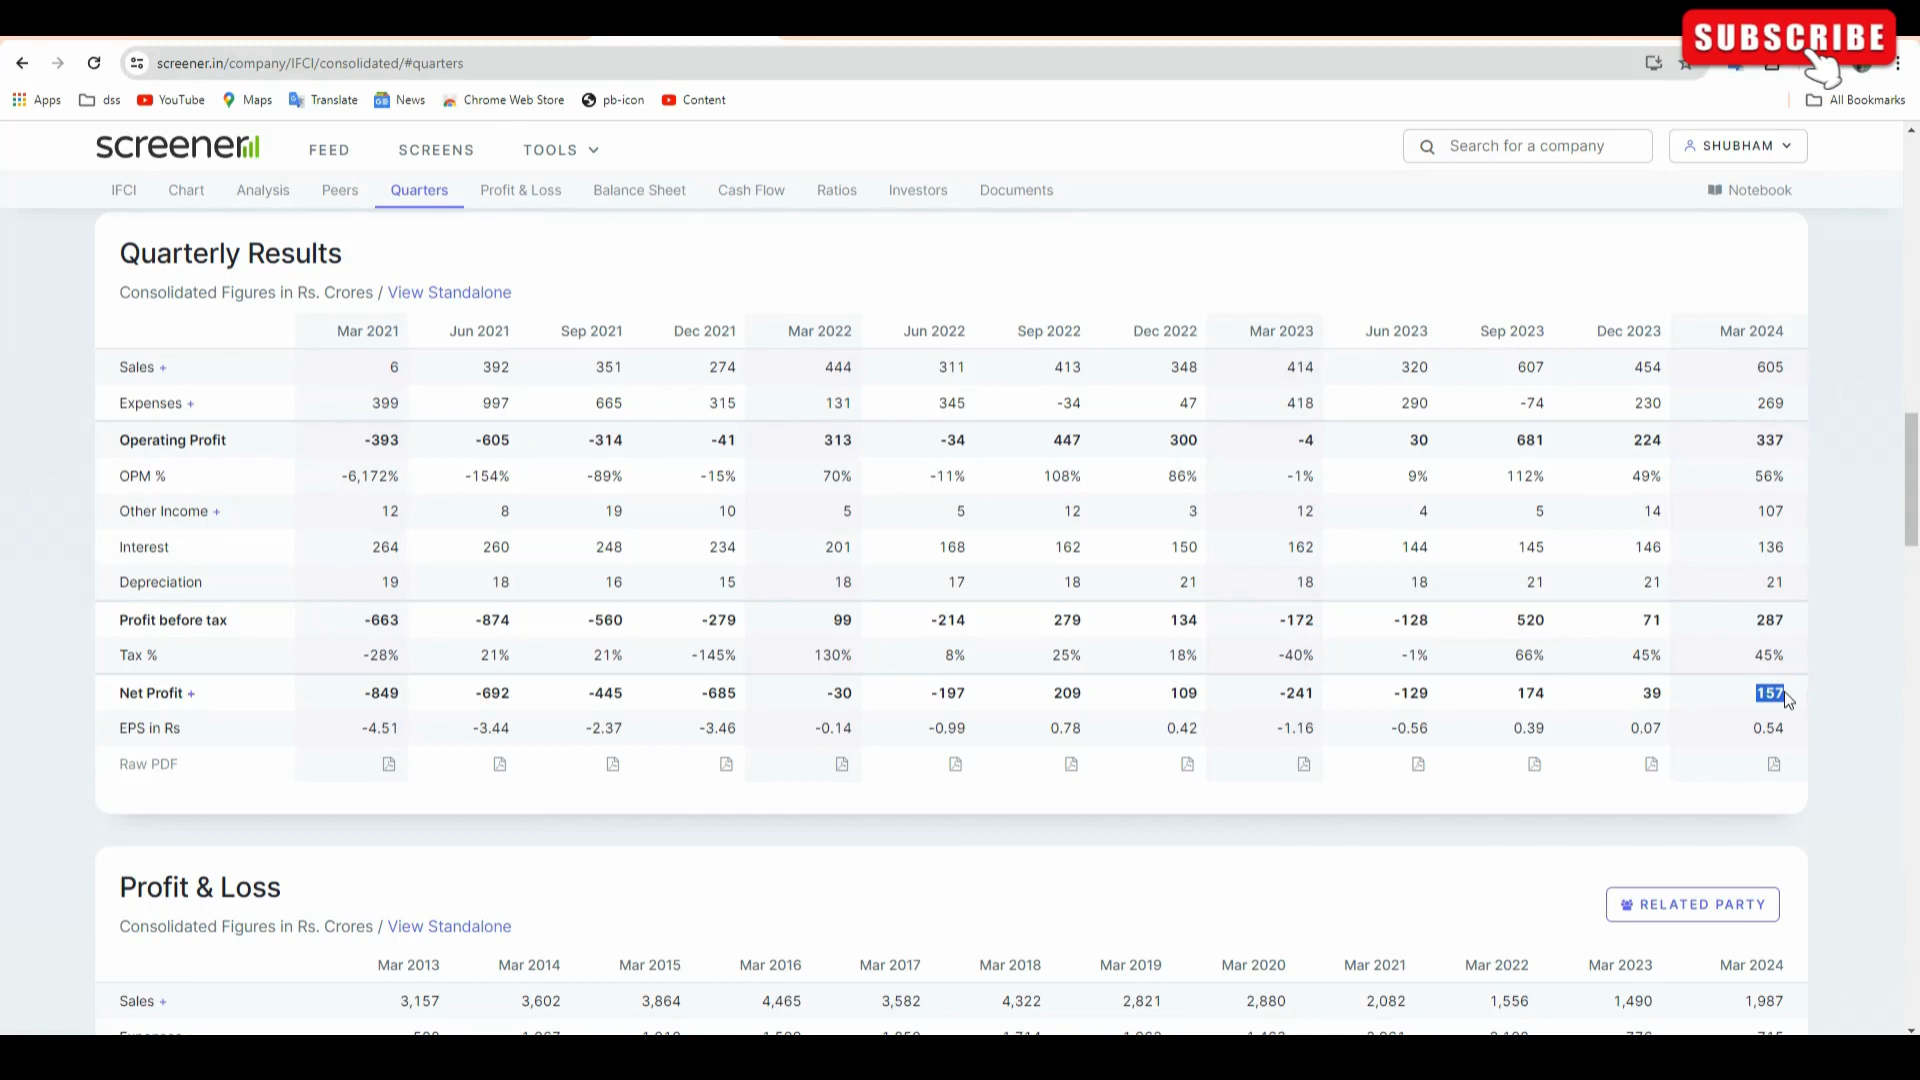 SUBSCRIBE
screener.in/company/IFCI/consolidated/#quarters
Apps dss YouTube Maps Translate News Chrome Web Store pb-icon Content All Bookmarks
screener FEED SCREENS TOOLS Search for a company SHUBHAM
IFCI Chart Analysis Peers Quarters Profit & Loss Balance Sheet Cash Flow Ratios Investors Documents Notebook
Quarterly Results
Consolidated Figures in Rs. Crores / View Standalone
Mar 2021 Jun 2021 Sep 2021 Dec 2021 Mar 2022 Jun 2022 Sep 2022 Dec 2022 Mar 2023 Jun 2023 Sep 2023 Dec 2023 Mar 2024
Sales + 6 392 351 274 444 311 413 348 414 320 607 454 605
Expenses + 399 997 665 315 131 345 -34 47 418 290 -74 230 269
Operating Profit -393 -605 -314 -41 313 -34 447 300 -4 30 681 224 337
OPM % -6,172% -154% -89% -15% 70% -11% 108% 86% -1% 9% 112% 49% 56%
Other Income + 12 8 19 10 5 5 12 3 12 4 5 14 107
Interest 264 260 248 234 201 168 162 150 162 144 145 146 136
Depreciation 19 18 16 15 18 17 18 21 18 18 21 21 21
Profit before tax -663 -874 -560 -279 99 -214 279 134 -172 -128 520 71 287
Tax % -28% 21% 21% -145% 130% 8% 25% 18% -40% -1% 66% 45% 45%
Net Profit + -849 -692 -445 -685 -30 -197 209 109 -241 -129 174 39 157
EPS in Rs -4.51 -3.44 -2.37 -3.46 -0.14 -0.99 0.78 0.42 -1.16 -0.56 0.39 0.07 0.54
Raw PDF
Profit & Loss
RELATED PARTY
Consolidated Figures in Rs. Crores / View Standalone
Mar 2013 Mar 2014 Mar 2015 Mar 2016 Mar 2017 Mar 2018 Mar 2019 Mar 2020 Mar 2021 Mar 2022 Mar 2023 Mar 2024
Sales + 3,157 3,602 3,864 4,465 3,582 4,322 2,821 2,880 2,082 1,556 1,490 1,987